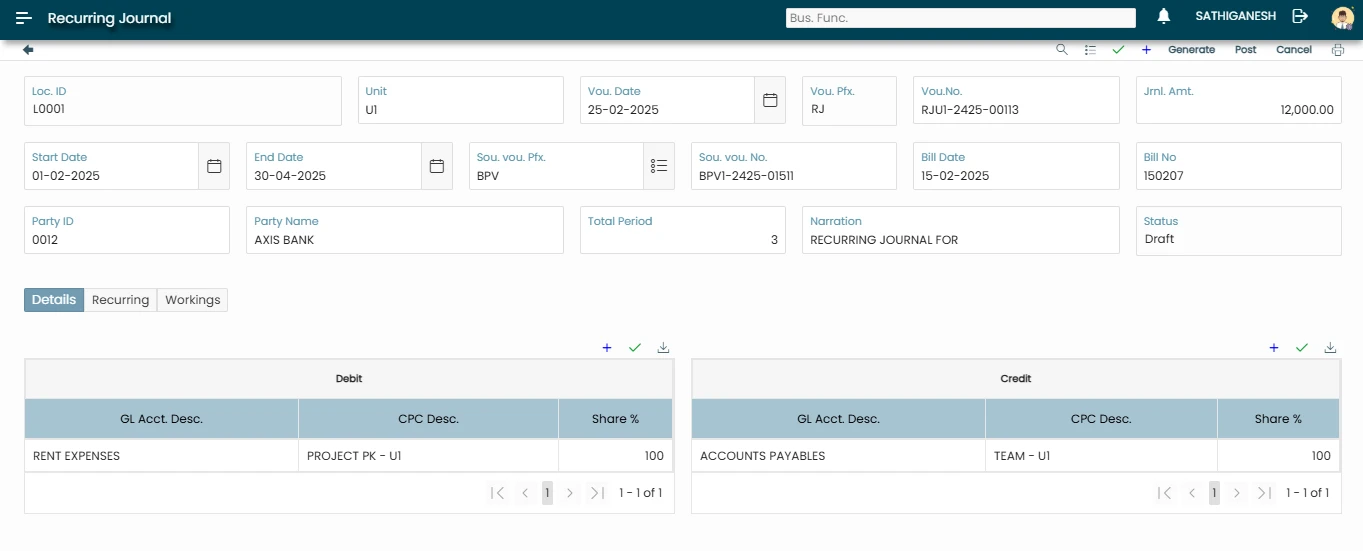 Recurring Journal
Bus. Func.
SATHIGANESH
Generate Post Cancel
Loc. ID Unit Vou. Date Vou. Pfx. Vou.No. Jrnl. Amt.
L0001 U1 25-02-2025 RJ RJU1-2425-00113 12,000.00
Start Date End Date Sou. vou. Pfx. Sou. vou. No. Bill Date Bill No
01-02-2025 30-04-2025 BPV BPV1-2425-01511 15-02-2025 150207
Party ID Party Name Total Period Narration Status
0012 AXIS BANK 3 RECURRING JOURNAL FOR Draft
Details Recurring Workings
Debit Credit
GL Acct. Desc. CPC Desc. Share % GL Acct. Desc. CPC Desc. Share %
RENT EXPENSES PROJECT PK - U1 100 ACCOUNTS PAYABLES TEAM - U1 100
1 1 - 1 of 1 1 1 - 1 of 1